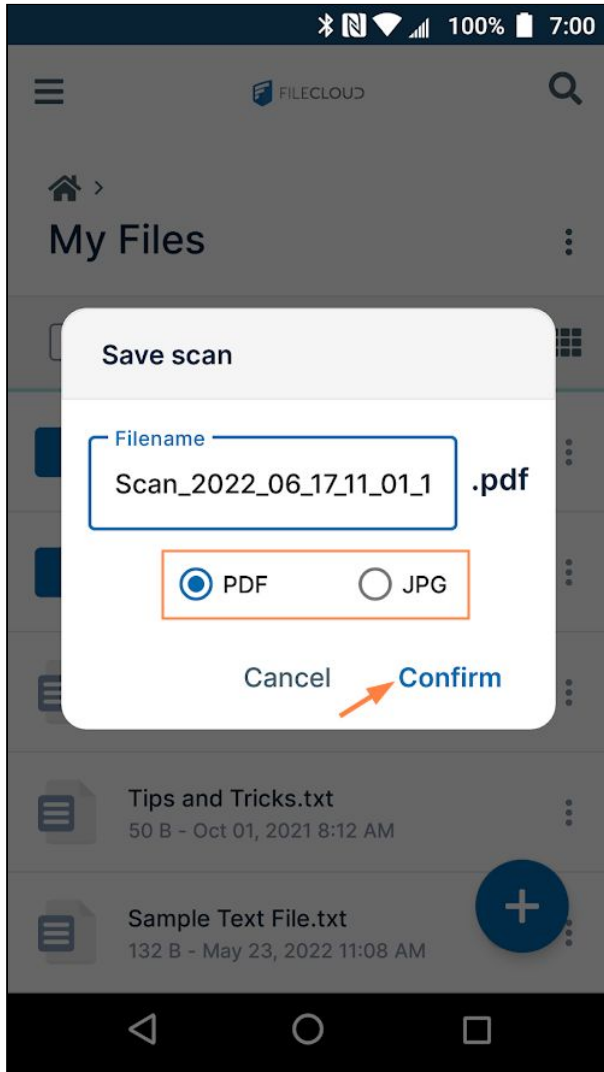 100% 7:00
FILECLOUD
My Files
Save scan
Filename
Scan_2022_06_17_11_01_1 .pdf
PDF JPG
Cancel Confirm
Tips and Tricks.txt
50 B - Oct 01, 2021 8:12 AM
Sample Text File.txt
132 B - May 23, 2022 11:08 AM